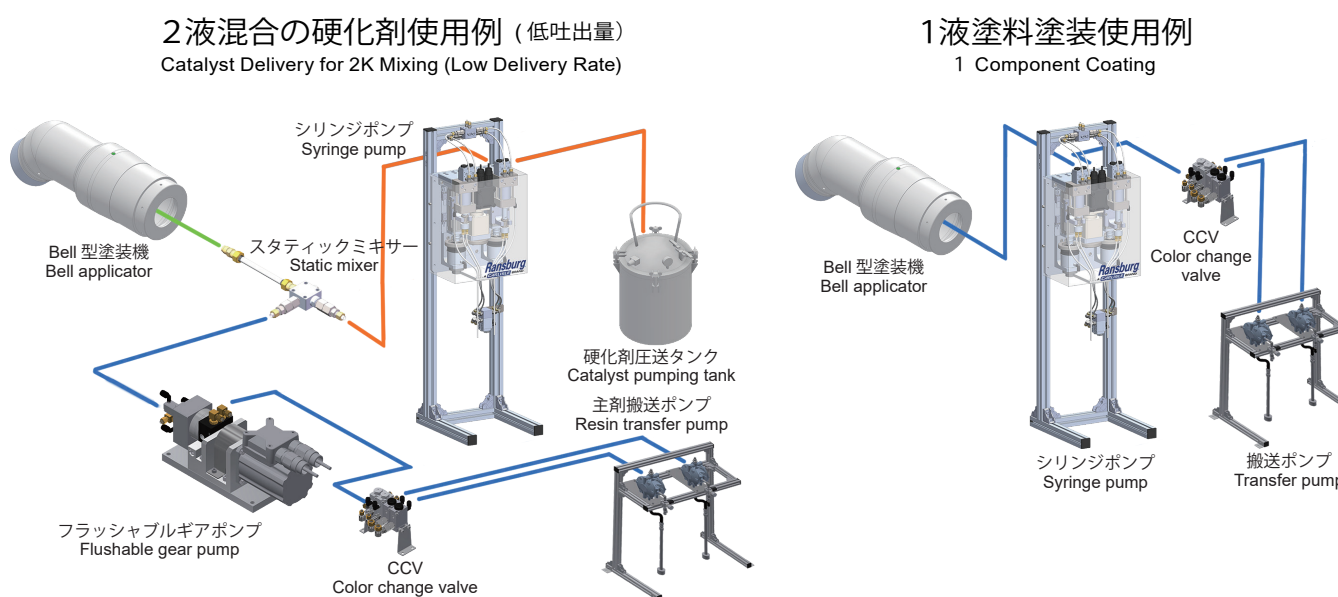 2液混合の硬化剤使用例 (低吐出量)
Catalyst Delivery for 2K Mixing (Low Delivery Rate)
シリンジポンプ
Syringe pump
Bell 型塗装機
Bell applicator
スタティックミキサー
Static mixer
Ransburg
硬化剤圧送タンク
Catalyst pumping tank
主剤搬送ポンプ
Resin transfer pump
フラッシャブルギアポンプ
Flushable gear pump
CCV
Color change valve
1液塗料塗装使用例
1 Component Coating
Bell 型塗装機
Bell applicator
Ransburg
CCV
Color change
valve
シリンジポンプ
Syringe pump
搬送ポンプ
Transfer pump